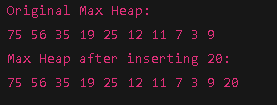 Original Max Heap:
75 56 35 19 25 12 11 7 3 9
Max Heap after inserting 20:
75 56 35 19 25 12 11 7 3 9 20